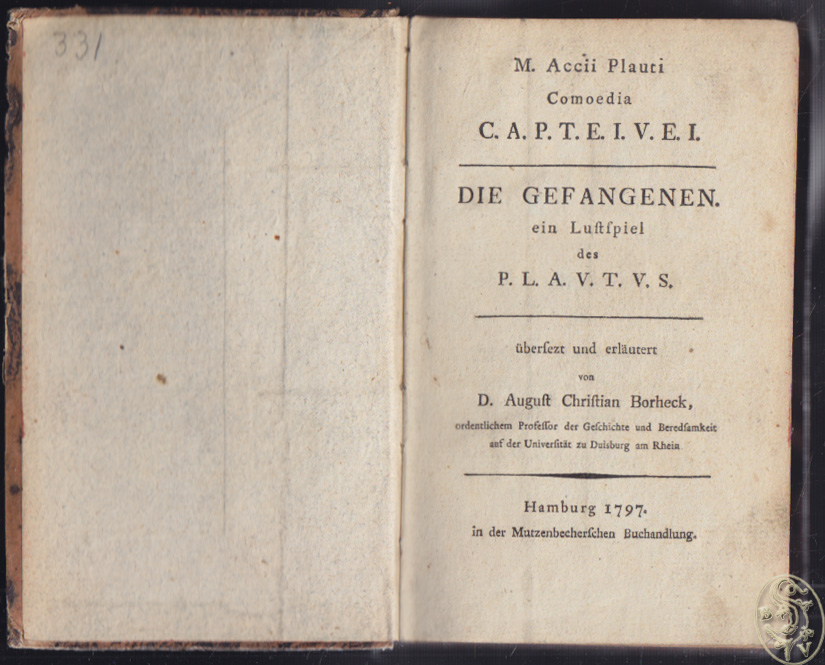 331
M. Accii Plauti
Comoedia
C. A. P. T. E. I. V. E. I.
DIE GEFANGENEN.
ein Luſtſpiel
des
P. L. A. V. T. V. S.
überſezt und erläutert
von
D. Auguſt Chriſtian Borheck,
ordentlichem Profeſſor der Geſchichte und Beredſamkeit
auf der Univerſität zu Duisburg am Rhein
Hamburg 1797.
in der Mutzenbecherſchen Buchandlung.